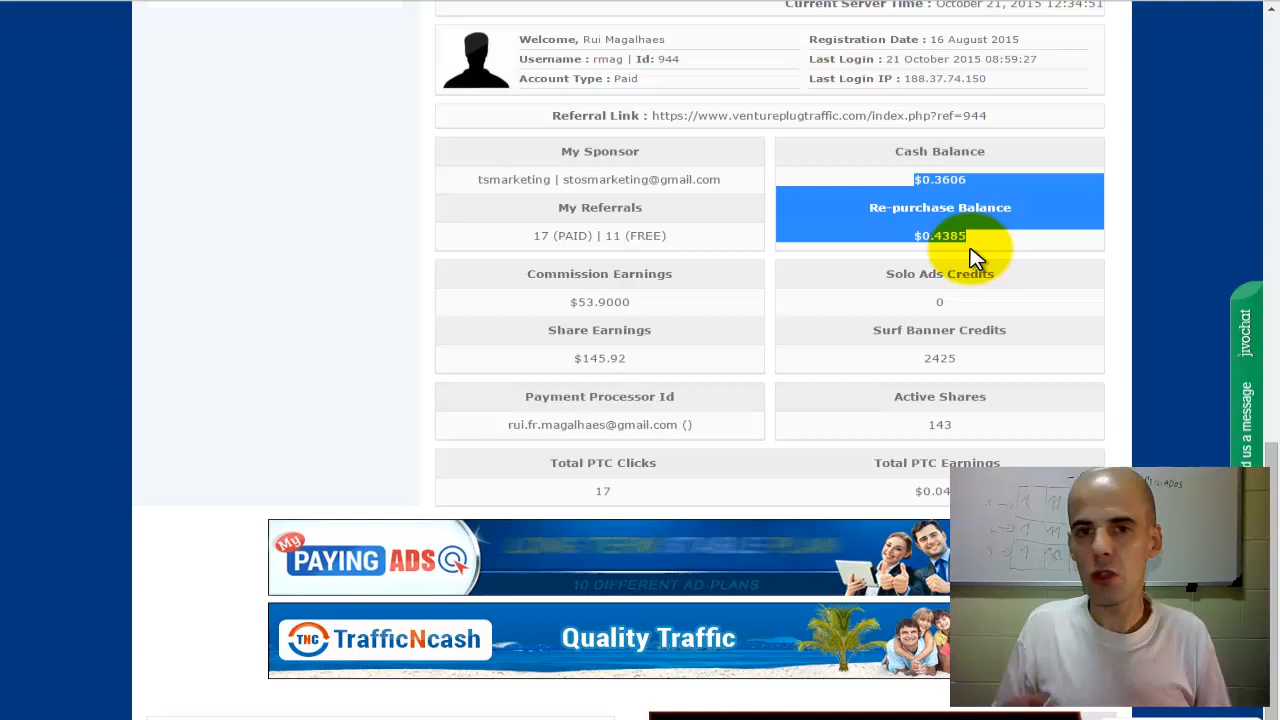 Current Server Time : October 21, 2015 12:34:51
Welcome, Rui Magalhaes
Username : rmag | Id: 944
Account Type : Paid
Registration Date : 16 August 2015
Last Login : 21 October 2015 08:59:27
Last Login IP : 188.37.74.150
Referral Link : https://www.ventureplugtraffic.com/index.php?ref=944
My Sponsor
tsmarketing | stosmarketing@gmail.com
My Referrals
17 (PAID) | 11 (FREE)
Cash Balance
$0.3606
Re-purchase Balance
$0.4385
Commission Earnings
$53.9000
Share Earnings
$145.92
Solo Ads Credits
0
Surf Banner Credits
2425
Payment Processor Id
rui.fr.magalhaes@gmail.com ()
Active Shares
143
Total PTC Clicks
17
Total PTC Earnings
$0.04
My
PAYING ADS
10 DIFFERENT AD PLANS
TNC
TrafficNcash
Quality Traffic
jivochat
us a message